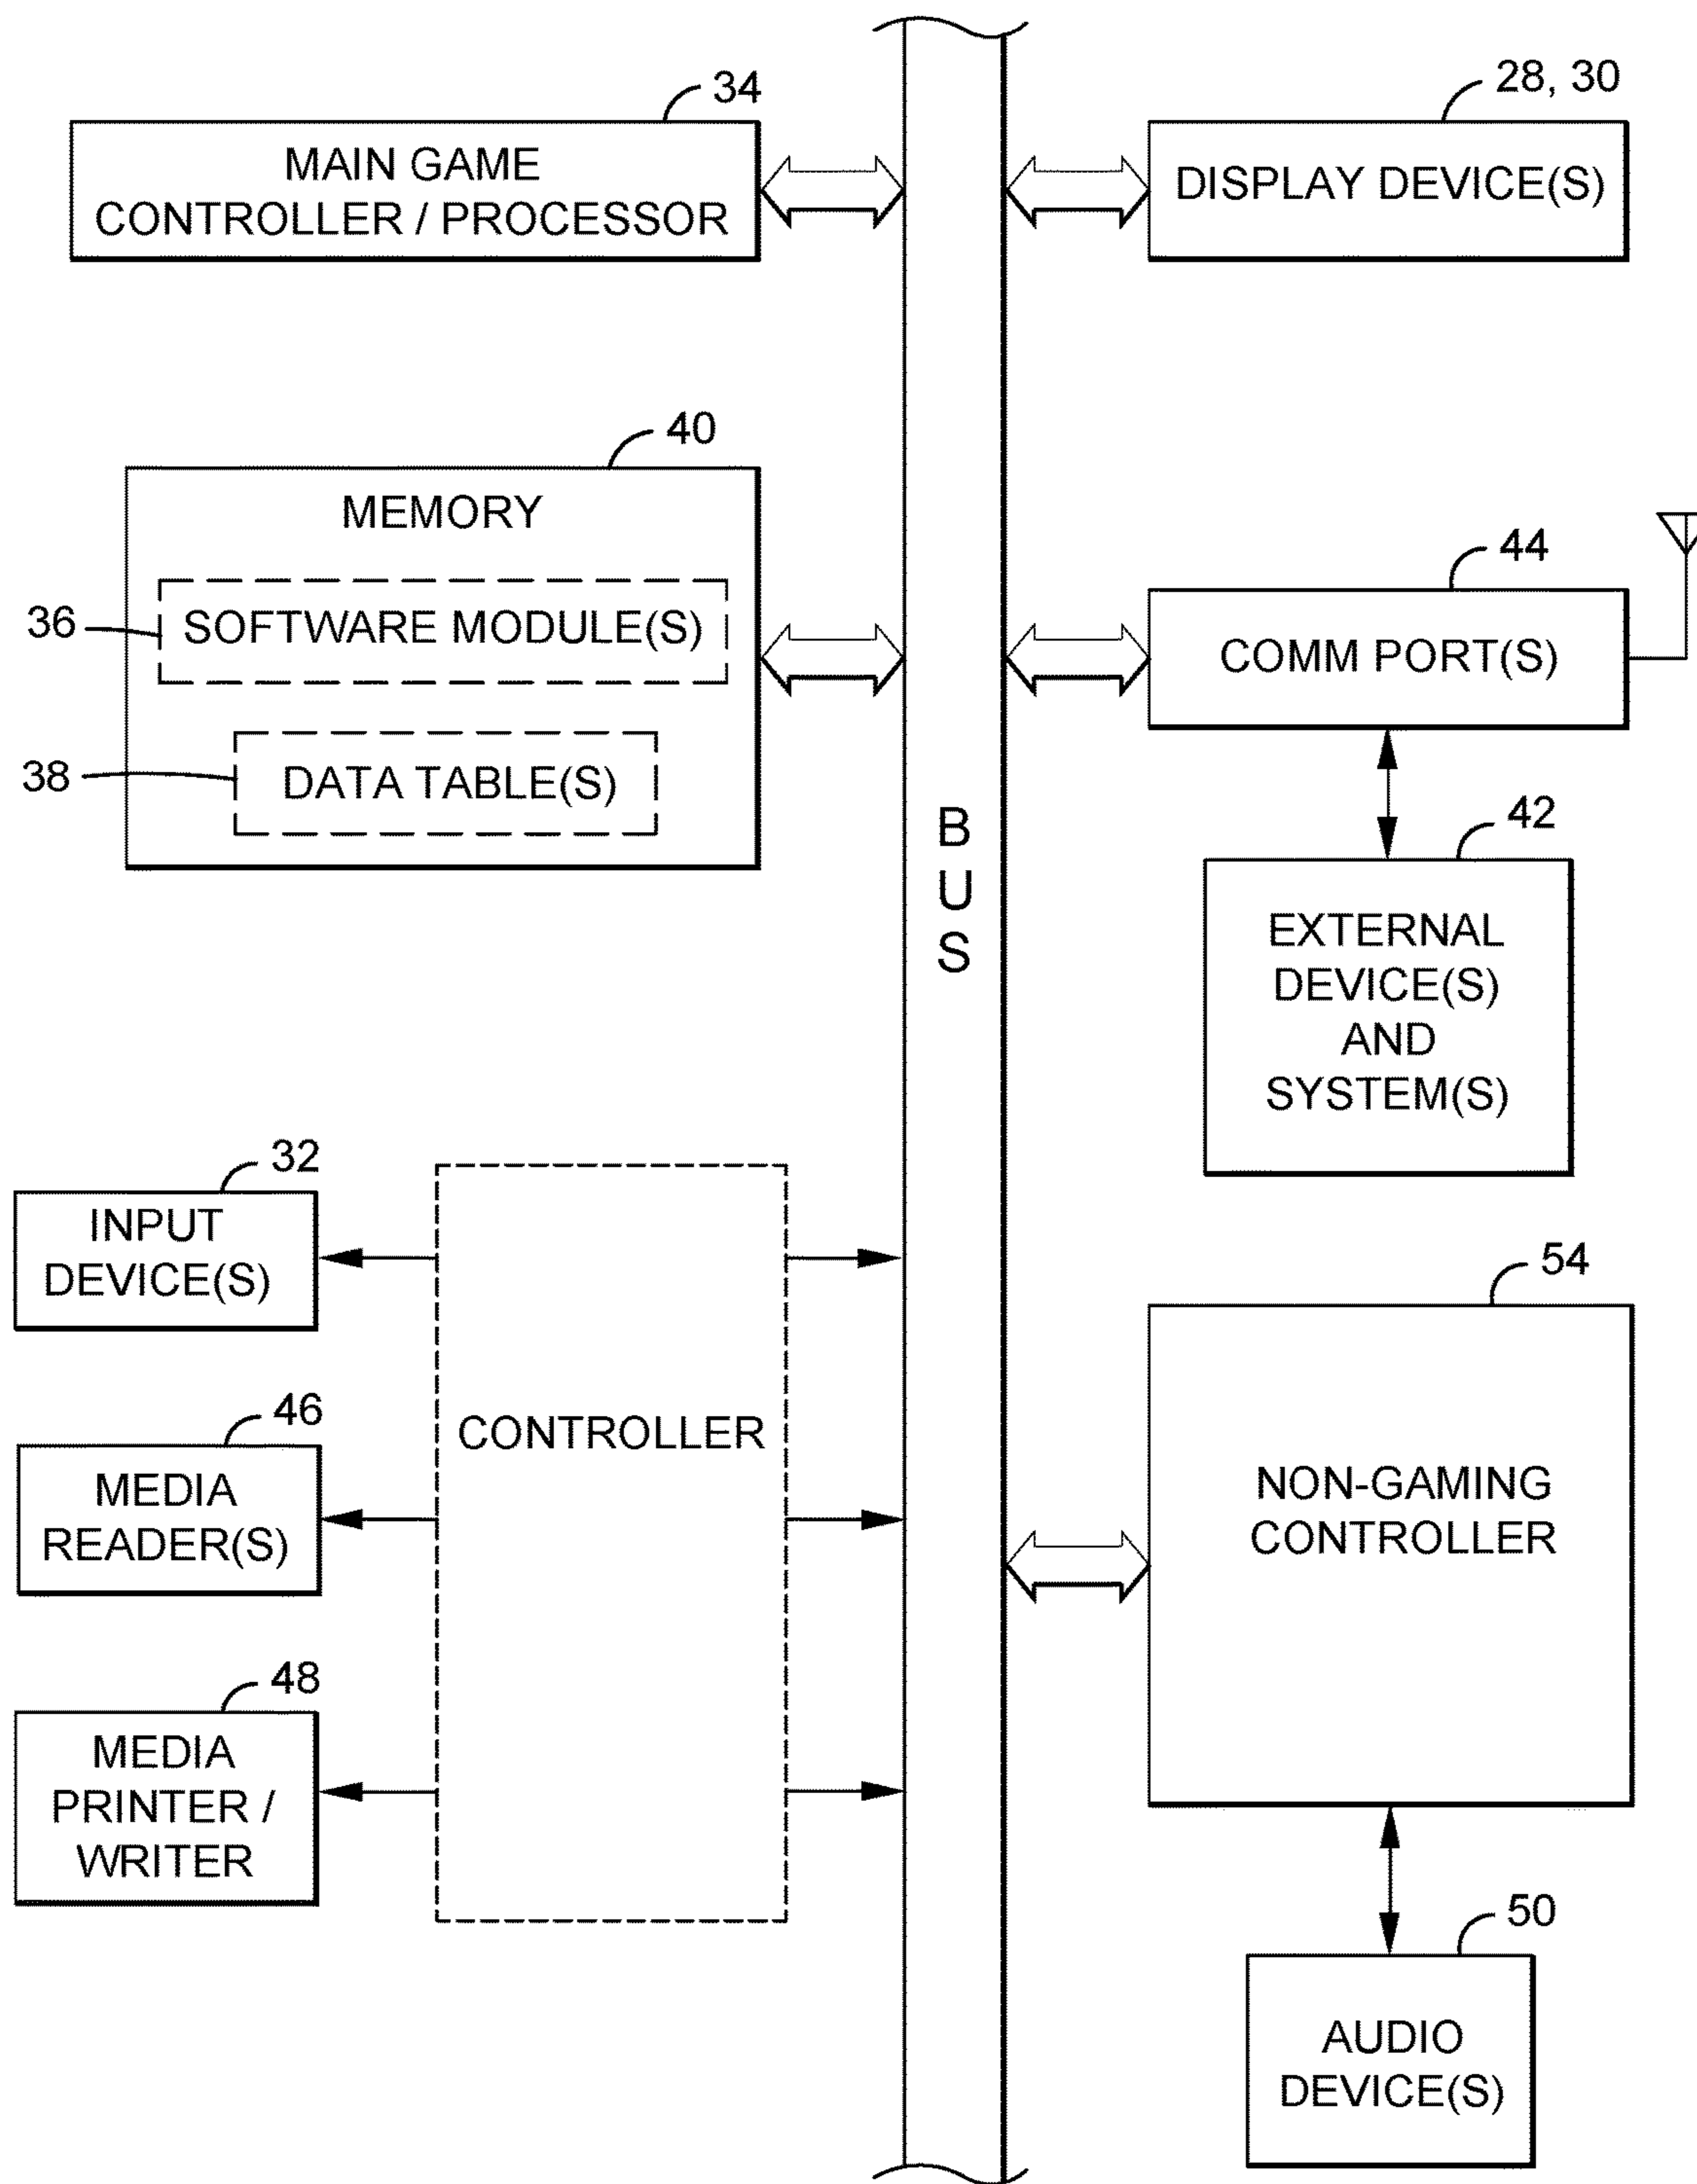 34
MAIN GAME
CONTROLLER / PROCESSOR
28, 30
DISPLAY DEVICE(S)
40
MEMORY
36
SOFTWARE MODULE(S)
38
DATA TABLE(S)
44
COMM PORT(S)
42
EXTERNAL
DEVICE(S)
AND
SYSTEM(S)
B
U
S
32
INPUT
DEVICE(S)
46
MEDIA
READER(S)
48
MEDIA
PRINTER /
WRITER
CONTROLLER
54
NON-GAMING
CONTROLLER
50
AUDIO
DEVICE(S)